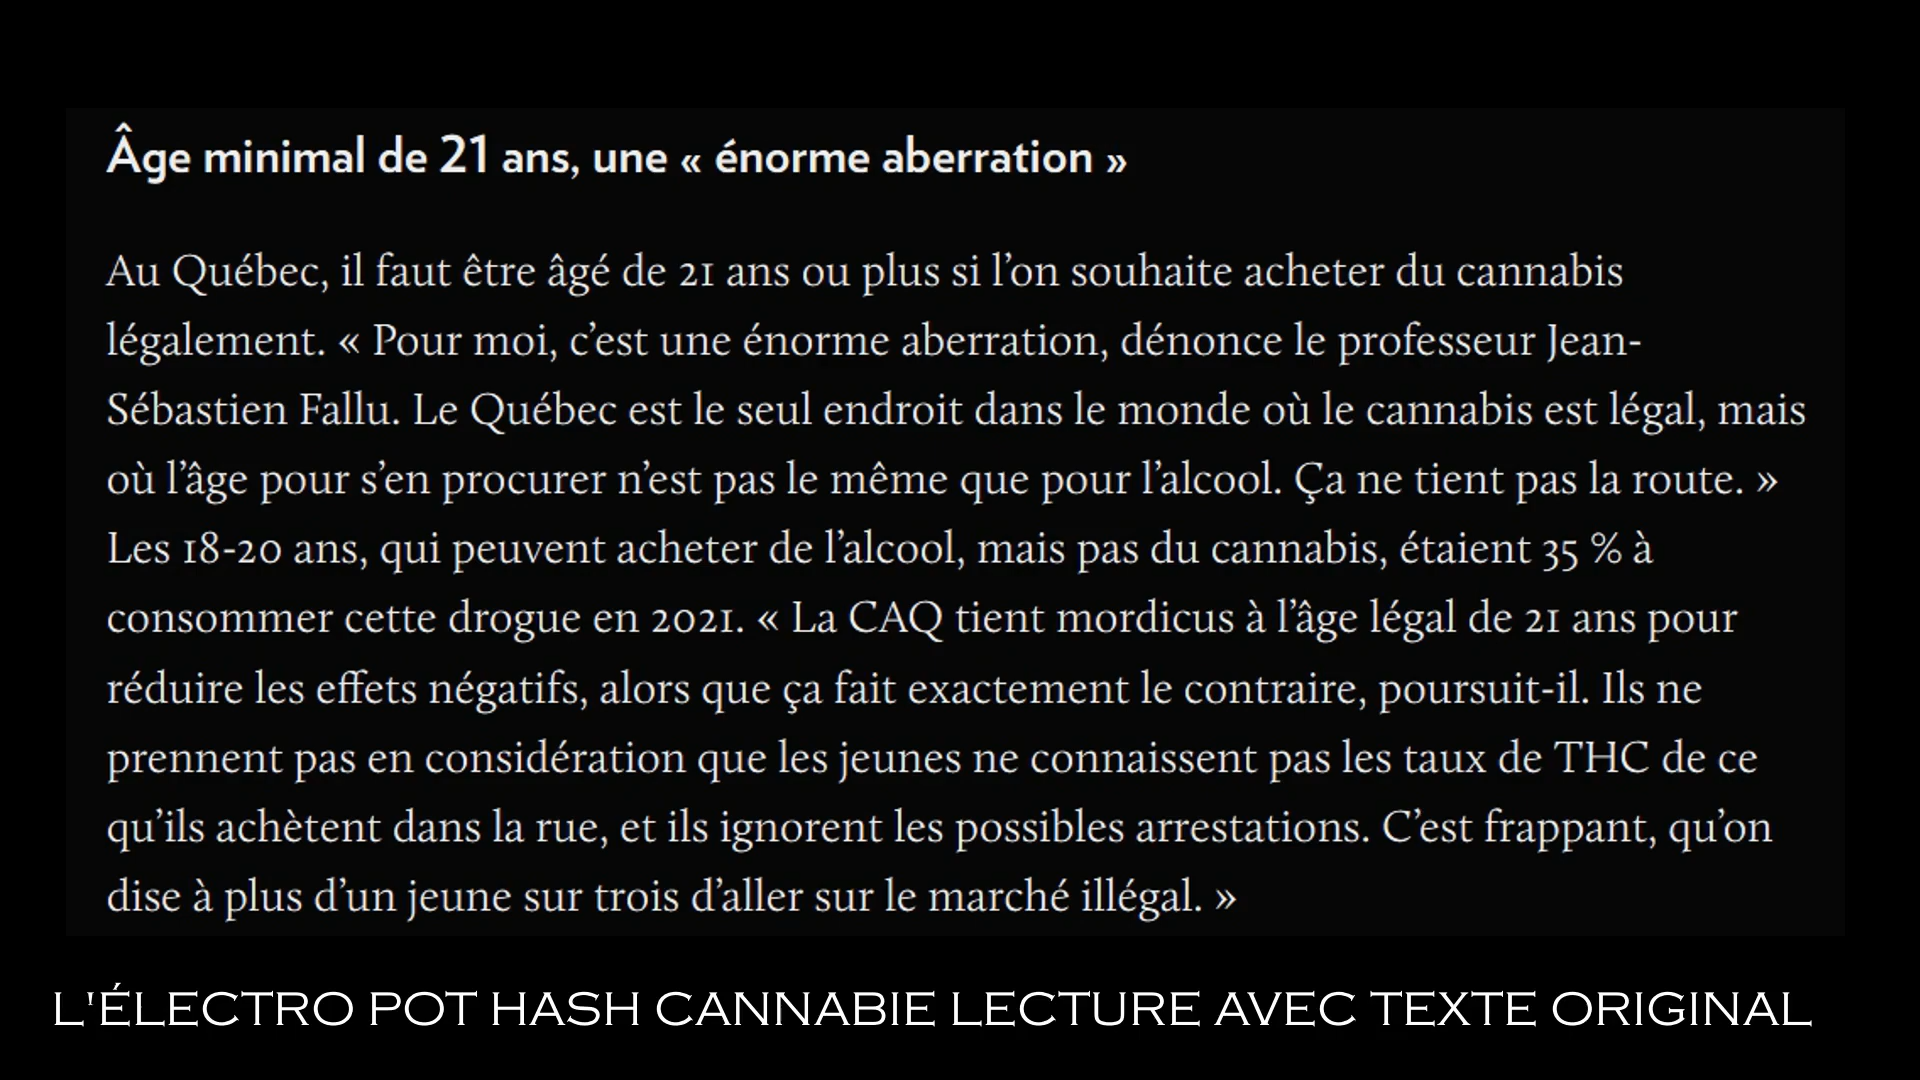 Âge minimal de 21 ans, une « énorme aberration »
Au Québec, il faut être âgé de 21 ans ou plus si l’on souhaite acheter du cannabis
légalement. « Pour moi, c’est une énorme aberration, dénonce le professeur Jean-
Sébastien Fallu. Le Québec est le seul endroit dans le monde où le cannabis est légal, mais
où l’âge pour s’en procurer n’est pas le même que pour l’alcool. Ça ne tient pas la route. »
Les 18-20 ans, qui peuvent acheter de l’alcool, mais pas du cannabis, étaient 35 % à
consommer cette drogue en 2021. « La CAQ tient mordicus à l’âge légal de 21 ans pour
réduire les effets négatifs, alors que ça fait exactement le contraire, poursuit-il. Ils ne
prennent pas en considération que les jeunes ne connaissent pas les taux de THC de ce
qu’ils achètent dans la rue, et ils ignorent les possibles arrestations. C’est frappant, qu’on
dise à plus d’un jeune sur trois d’aller sur le marché illégal. »
L'ÉLECTRO POT HASH CANNABIE LECTURE AVEC TEXTE ORIGINAL